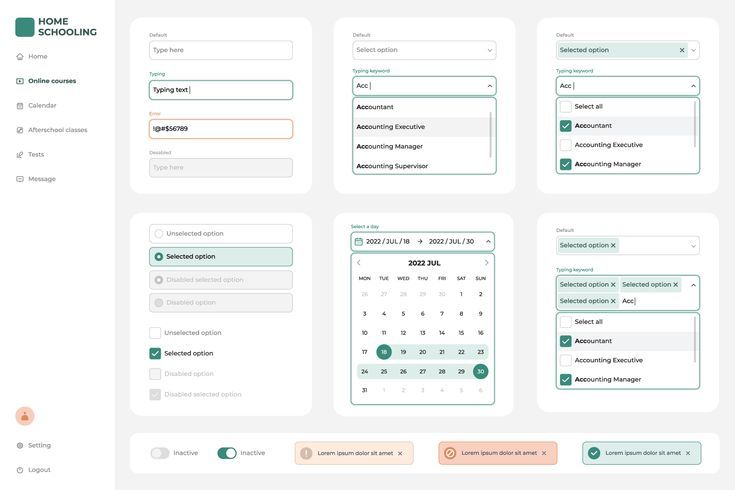 HOME
SCHOOLING
Home
Online courses
Calendar
Afterschool classes
Tests
Message
Setting
Logout
Default
Type here
Typing
Typing text
Error
!@#$56789
Desabled
Type here
Default
Select option
Typing keyword
Acc
Accountant
Accounting Executive
Accounting Manager
Accounting Supervisor
Default
Selected option
Typing keyword
Acc
Select all
Accountant
Accounting Executive
Accounting Manager
Unselected option
Selected option
Disabled selected option
Disabled option
Unselected option
Selected option
Disabled option
Disabled selected option
Select a day
2022 / JUL / 18 → 2022 / JUL / 30
2022 JUL
MON TUE WED THU FRI SAT SUN
26 27 28 29 30 1 2
3 4 5 6 7 8 9
10 11 12 13 14 15 16
17 18 19 20 21 22 23
24 25 26 27 28 29 30
31 1 2 3 4 5 6
Default
Selected option
Typing keyword
Selected option Selected option
Selected option Acc
Select all
Accountant
Accounting Executive
Accounting Manager
Inactive
Inactive
Lorem ipsum dolor sit amet
Lorem ipsum dolor sit amet
Lorem ipsum dolor sit amet